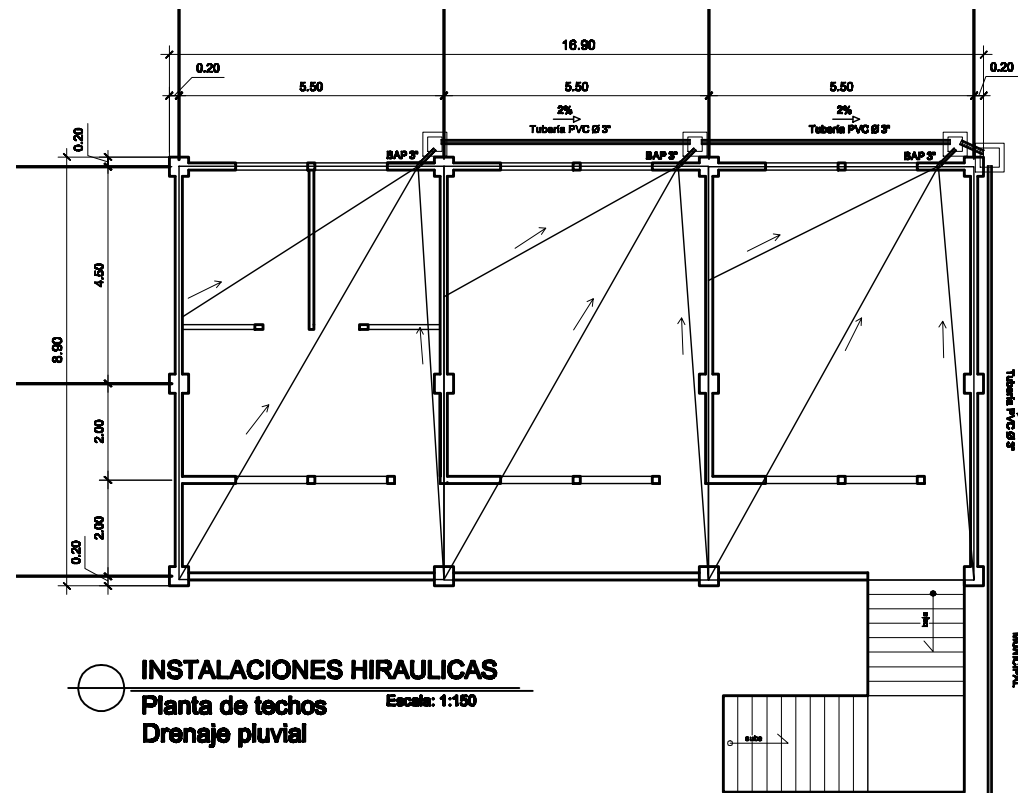 16.90
0.20
5.50
5.50
5.50
0.20
2%
Tubería PVC Ø 3"
2%
Tubería PVC Ø 3"
0.20
BAP 3"
BAP 3"
BAP 3"
4.50
8.90
2.00
2.00
0.20
Tubería PVC Ø 3"
MUNICIPAL
baja
sube
INSTALACIONES HIRAULICAS
Planta de techos
Escala: 1:150
Drenaje pluvial